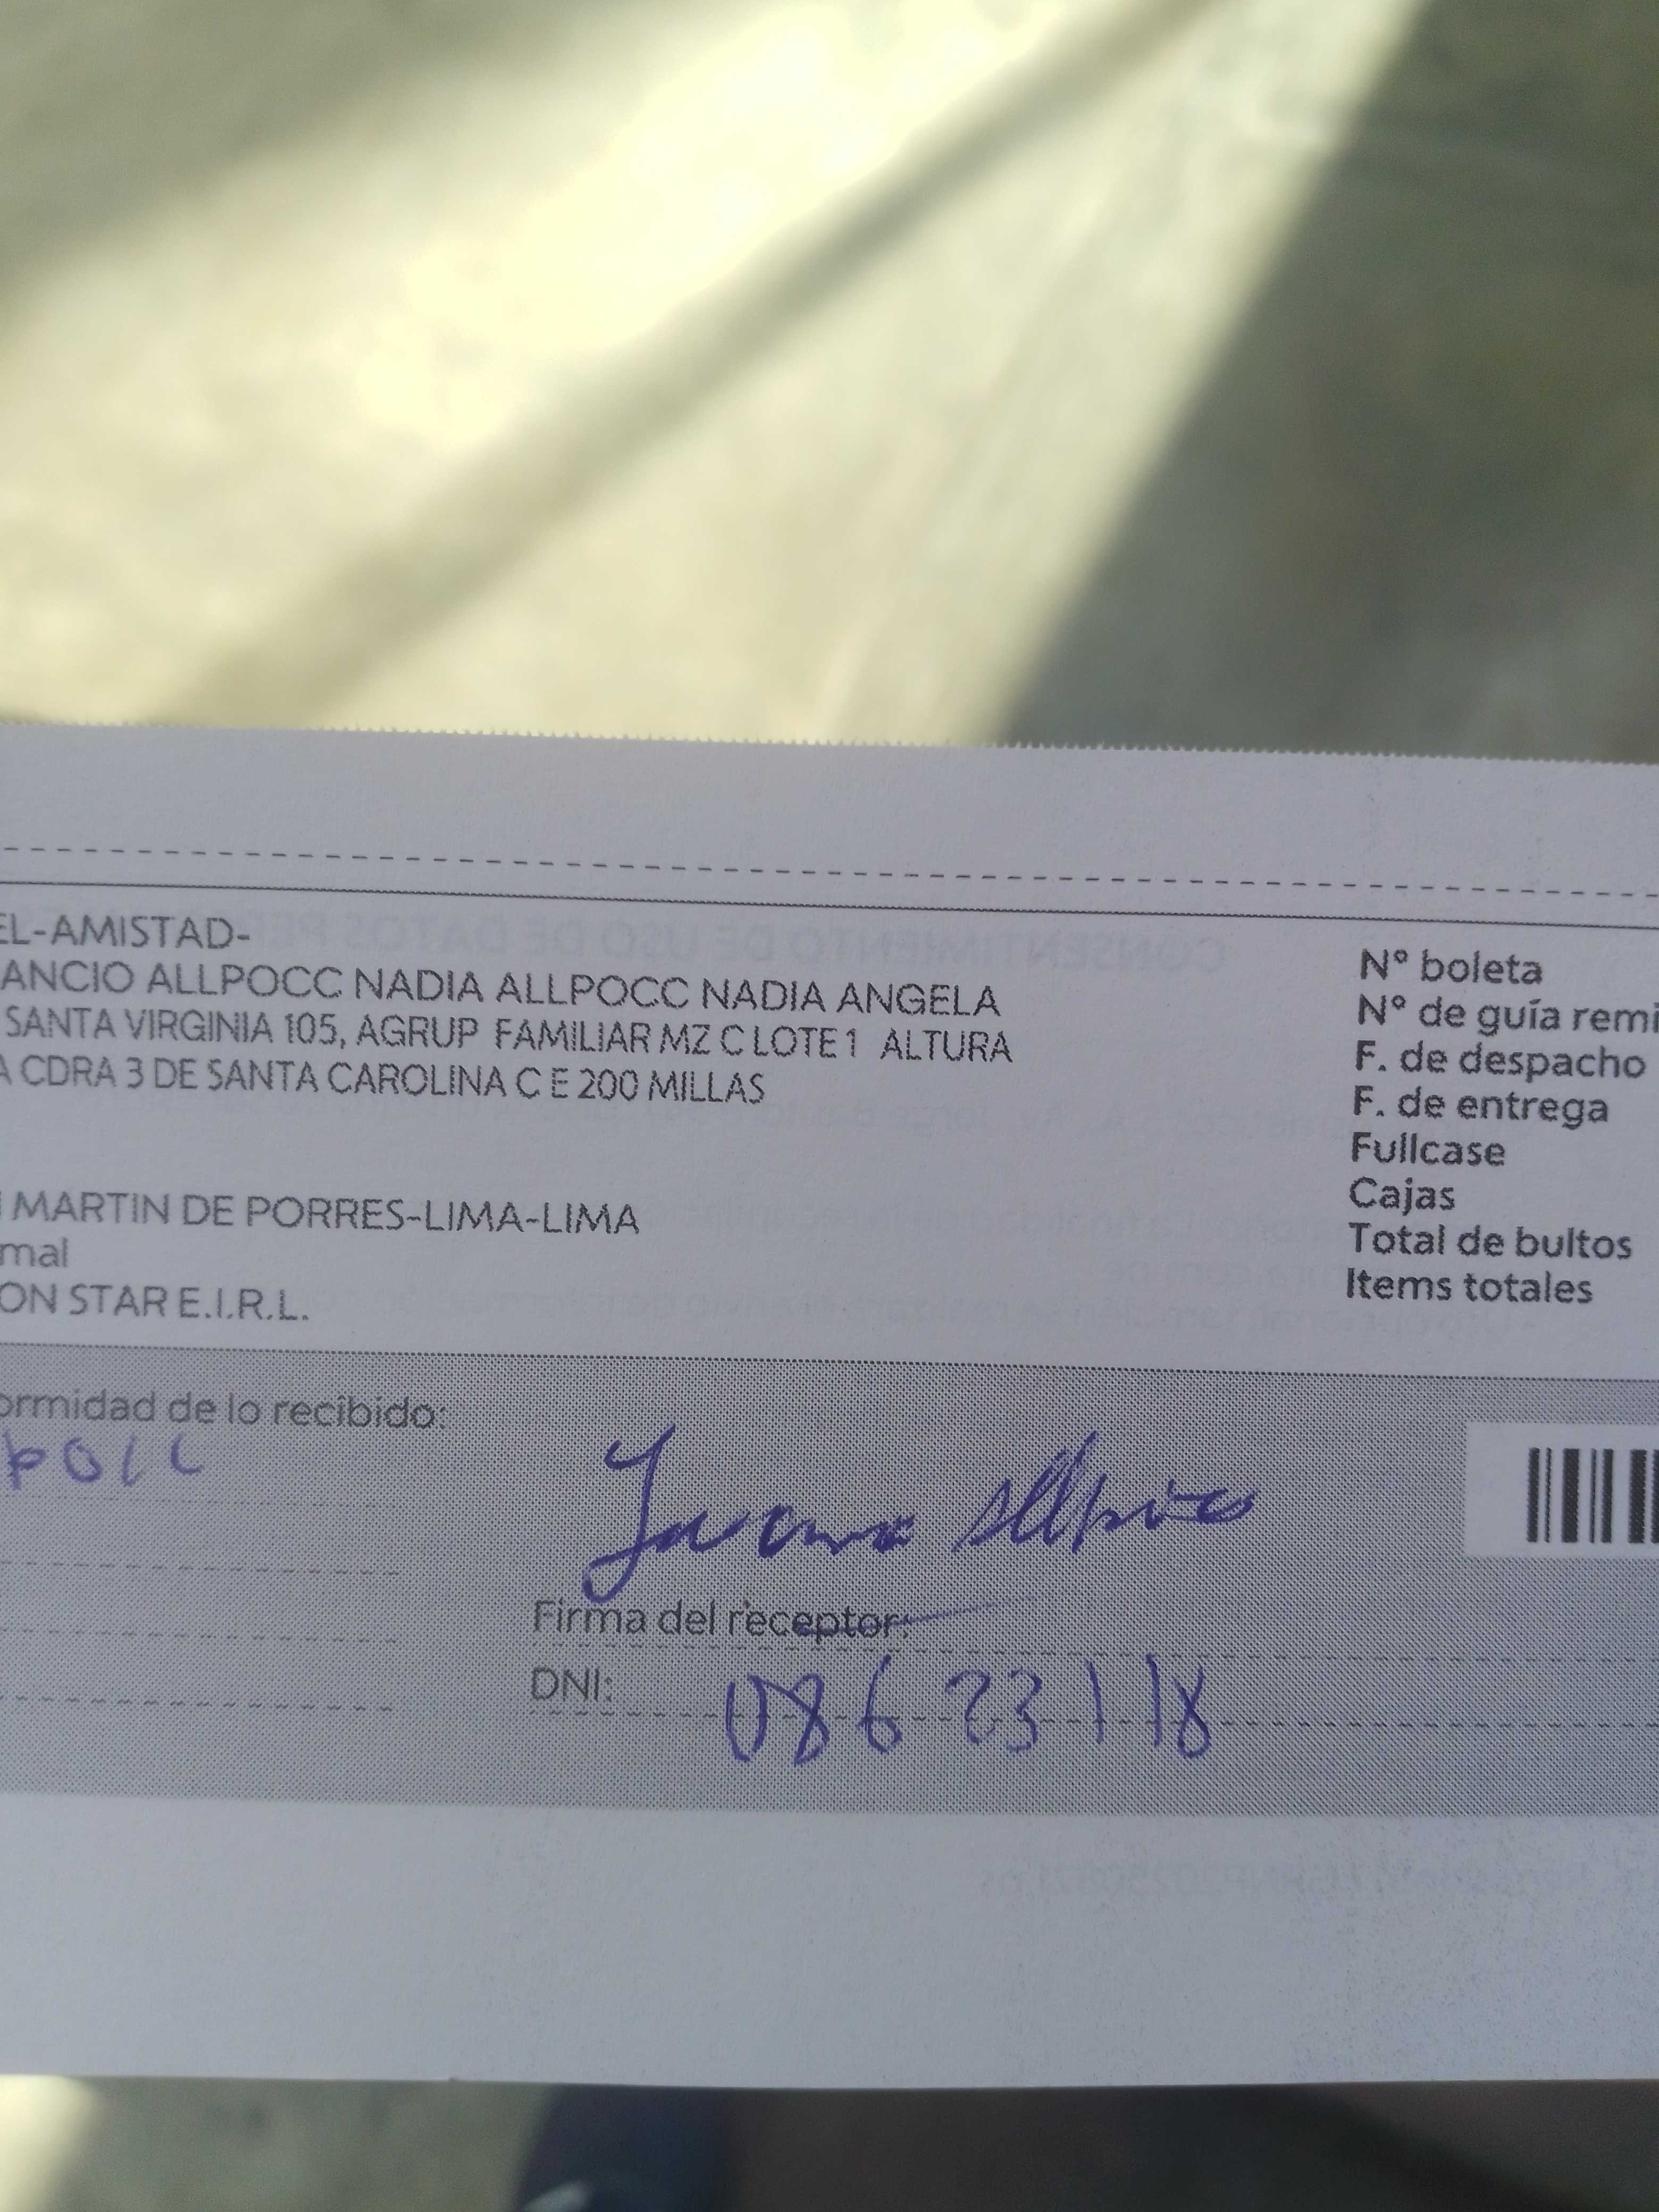 EL-AMISTAD-
ANCIO ALLPOCC NADIA ALLPOCC NADIA ANGELA
SANTA VIRGINIA 105, AGRUP FAMILIAR MZ C LOTE 1 ALTURA
A CDRA 3 DE SANTA CAROLINA C E 200 MILLAS
MARTIN DE PORRES-LIMA-LIMA
mal
ON STAR E.I.R.L.
N° boleta
N° de guía remi
F. de despacho
F. de entrega
Fullcase
Cajas
Total de bultos
Items totales
ormidad de lo recibido:
Firma del receptor:
DNI: 08623118